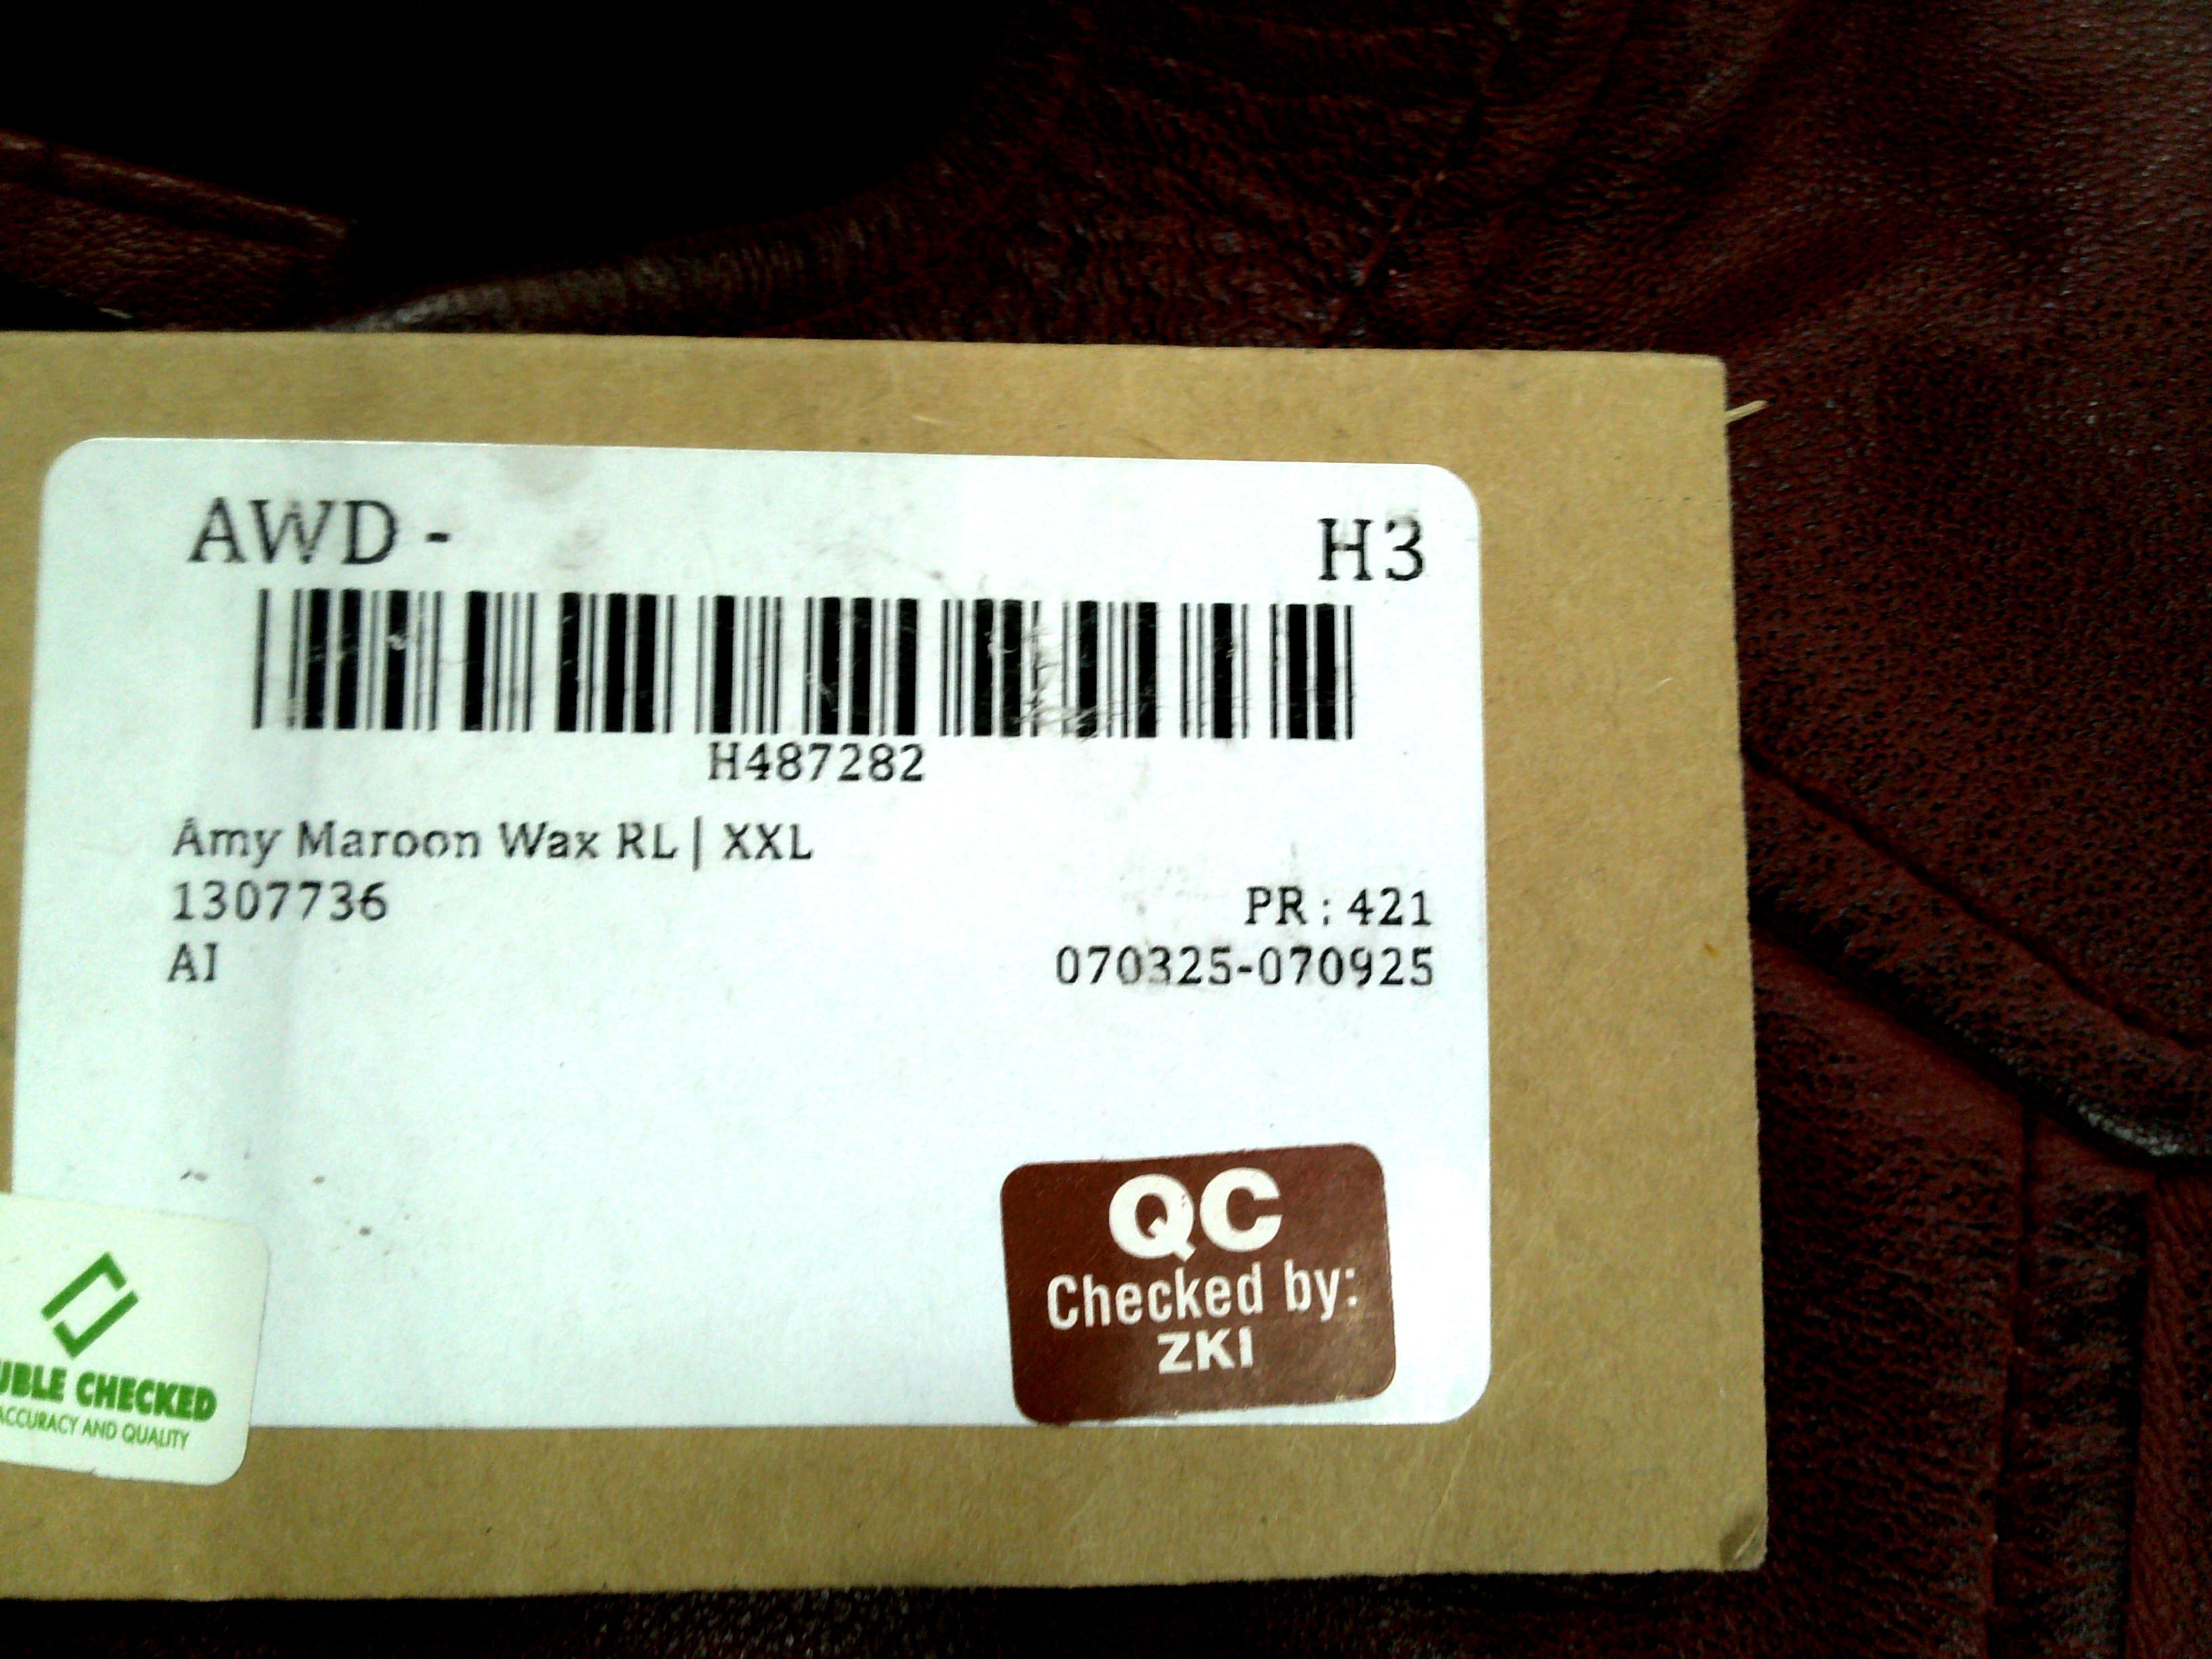 AWD -
H3
H487282
Amy Maroon Wax RL | XXL
1307736
PR : 421
AI
070325-070925
QC
Checked by:
ZKI
CHECKED
ACCURACY AND QUALITY